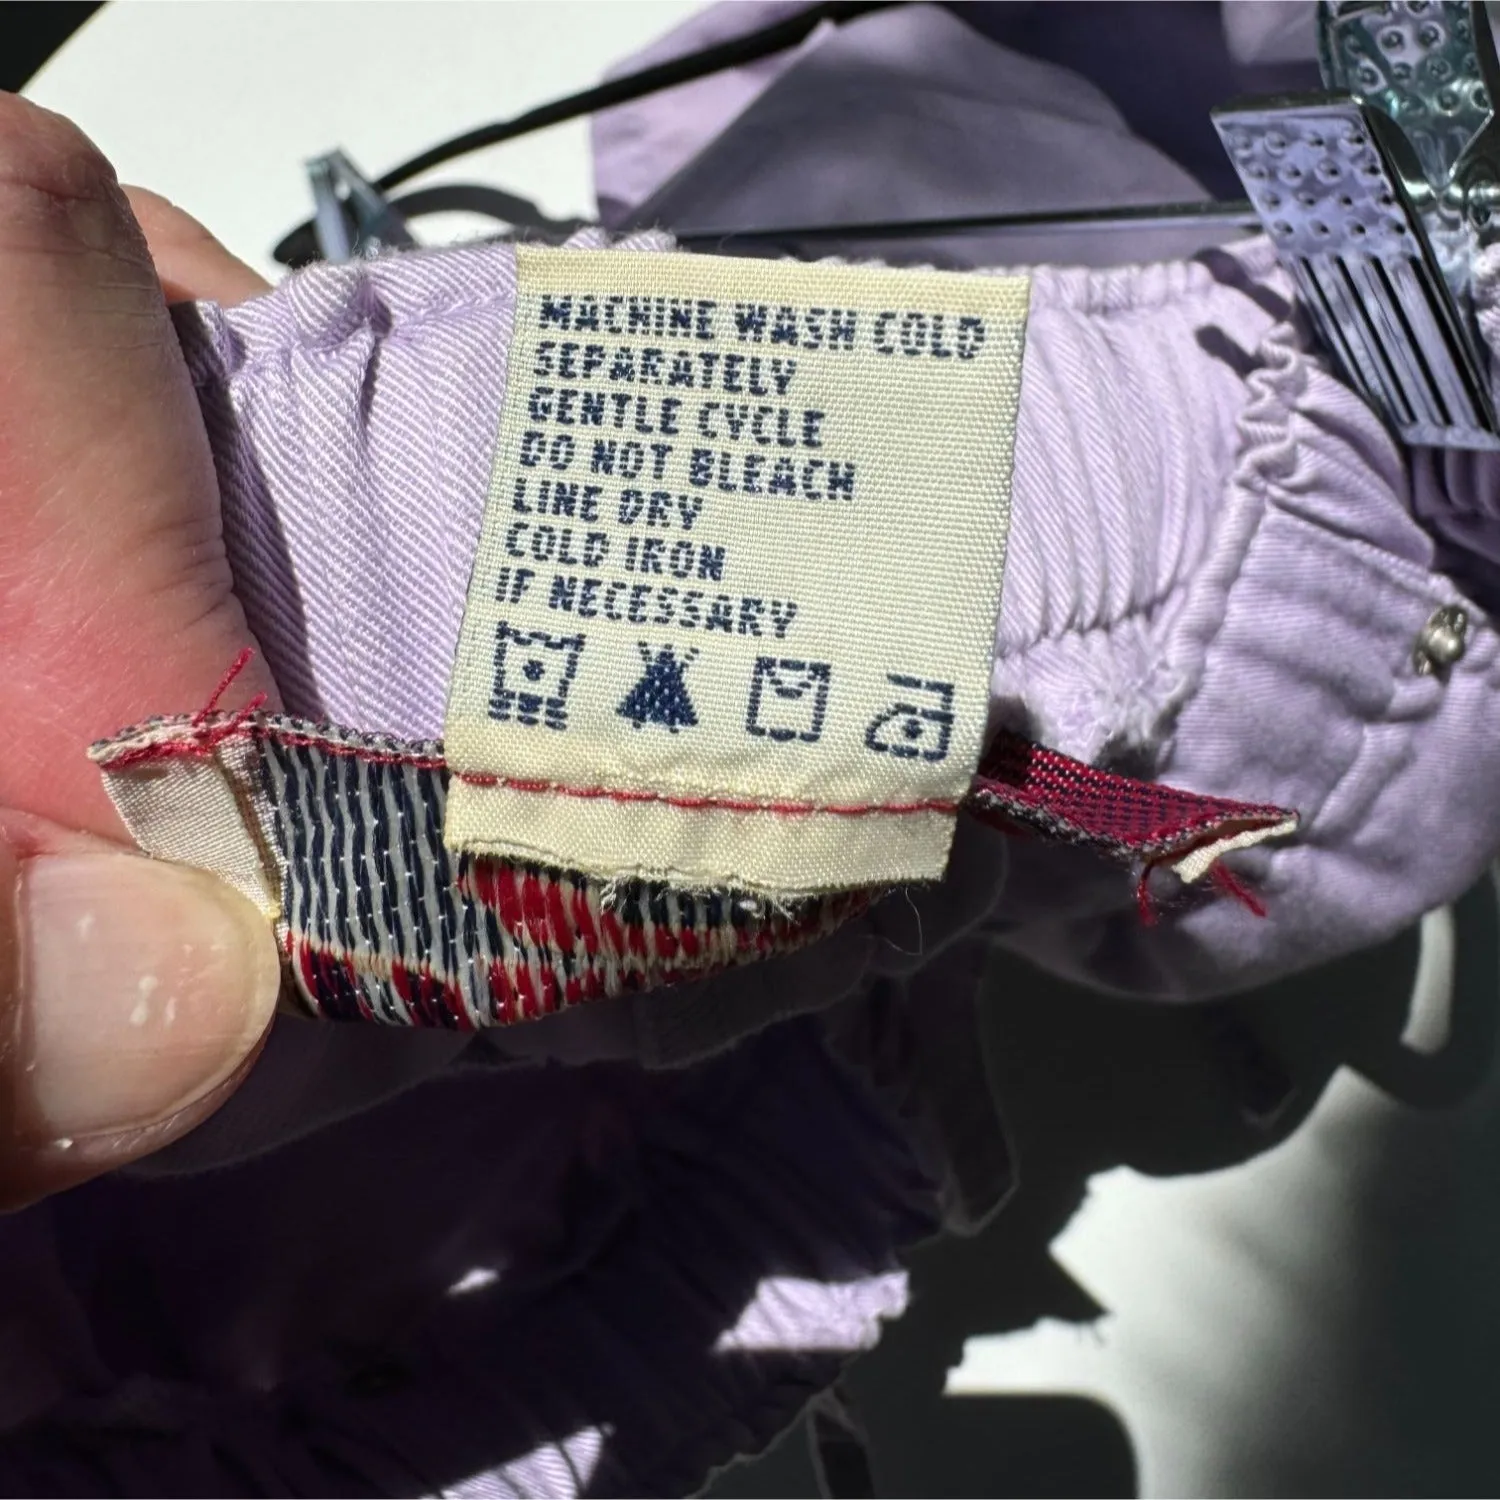 MACHINE WASH COLD
SEPARATELY
GENTLE CYCLE
DO NOT BLEACH
LINE DRY
COLD IRON
IF NECESSARY